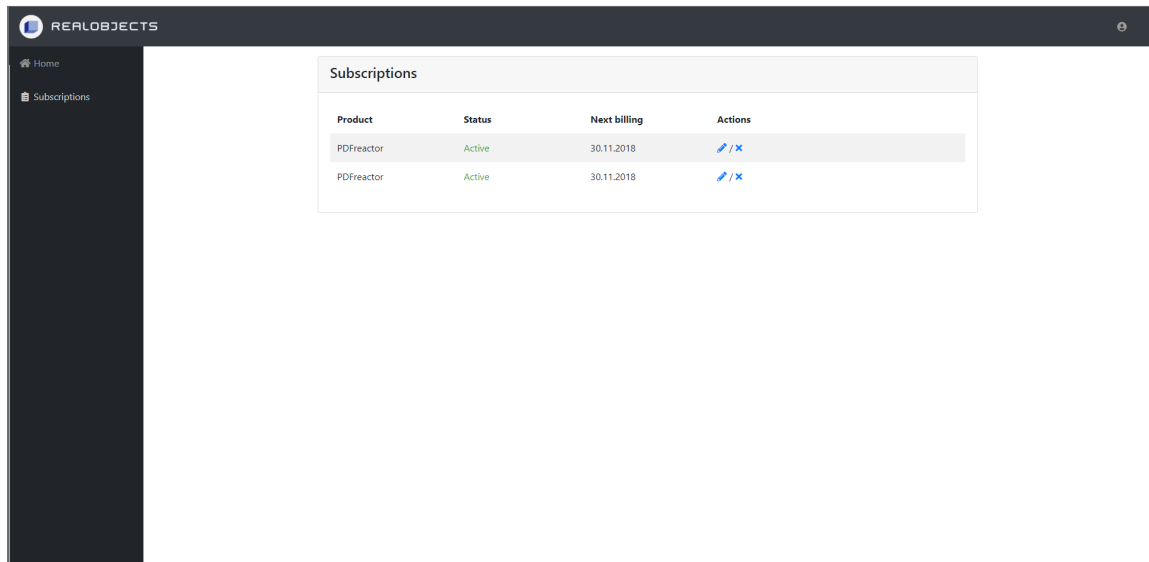 REALOBJECTS
Home
Subscriptions
Subscriptions
Product Status Next billing Actions
PDFreactor Active 30.11.2018 /
PDFreactor Active 30.11.2018 /